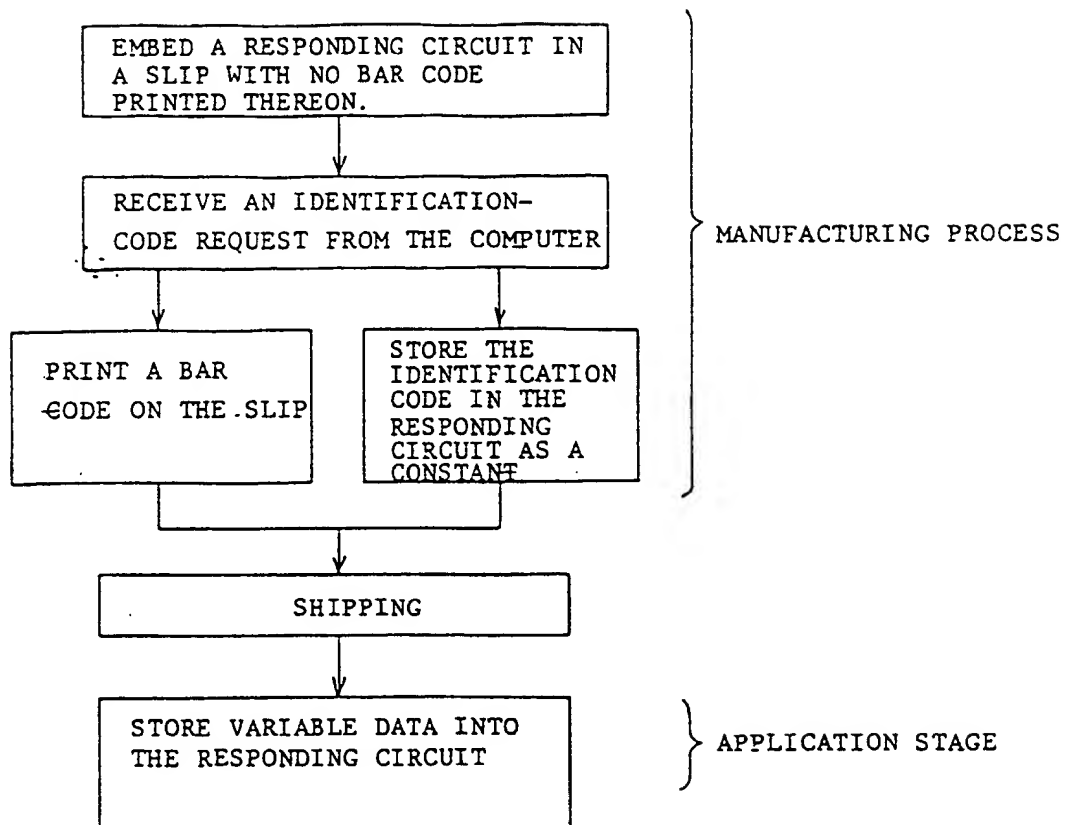 EMBED A RESPONDING CIRCUIT IN
A SLIP WITH NO BAR CODE
PRINTED THEREON.
RECEIVE AN IDENTIFICATION-
CODE REQUEST FROM THE COMPUTER
MANUFACTURING PROCESS
PRINT A BAR
CODE ON THE SLIP
STORE THE
IDENTIFICATION
CODE IN THE
RESPONDING
CIRCUIT AS A
CONSTANT
SHIPPING
STORE VARIABLE DATA INTO
THE RESPONDING CIRCUIT
APPLICATION STAGE